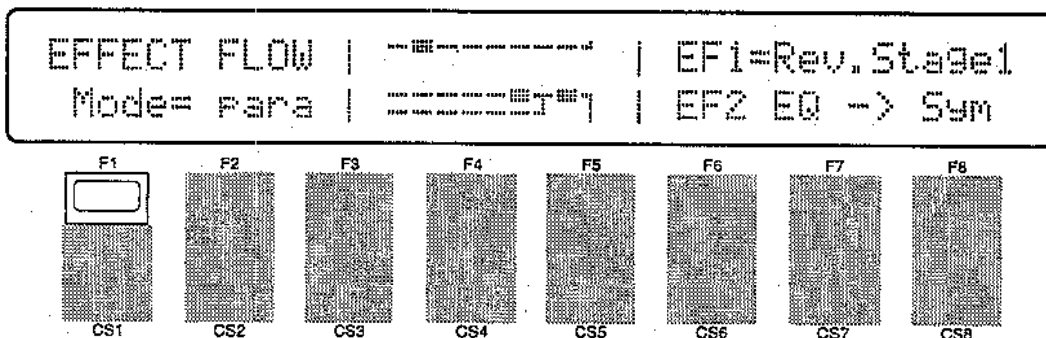 EFFECT FLOW | | EF1=Rev.Stage1
Mode= para | | EF2 EQ -> Sym
F1 F2 F3 F4 F5 F6 F7 F8
CS1 CS2 CS3 CS4 CS5 CS6 CS7 CS8